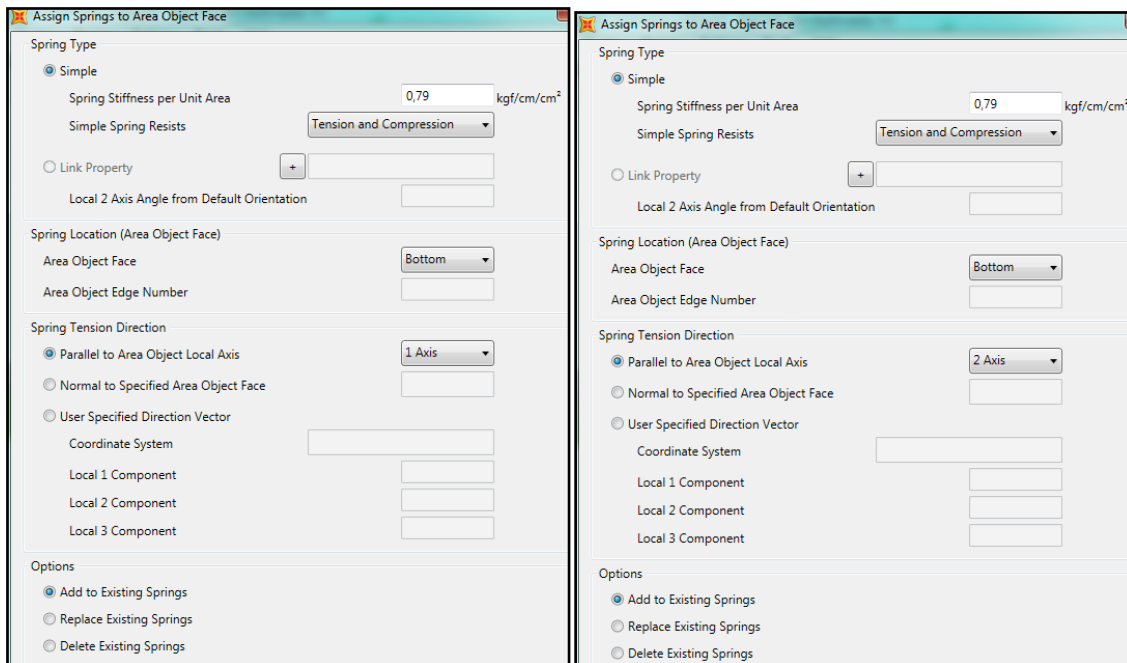 Assign Springs to Area Object Face
Spring Type
Simple
Spring Stiffness per Unit Area 0,79 kgf/cm/cm²
Simple Spring Resists Tension and Compression
Link Property +
Local 2 Axis Angle from Default Orientation
Spring Location (Area Object Face)
Area Object Face Bottom
Area Object Edge Number
Spring Tension Direction
Parallel to Area Object Local Axis 1 Axis
Normal to Specified Area Object Face
User Specified Direction Vector
Coordinate System
Local 1 Component
Local 2 Component
Local 3 Component
Options
Add to Existing Springs
Replace Existing Springs
Delete Existing Springs
Assign Springs to Area Object Face
Spring Type
Simple
Spring Stiffness per Unit Area 0,79 kgf/cm/cm²
Simple Spring Resists Tension and Compression
Link Property +
Local 2 Axis Angle from Default Orientation
Spring Location (Area Object Face)
Area Object Face Bottom
Area Object Edge Number
Spring Tension Direction
Parallel to Area Object Local Axis 2 Axis
Normal to Specified Area Object Face
User Specified Direction Vector
Coordinate System
Local 1 Component
Local 2 Component
Local 3 Component
Options
Add to Existing Springs
Replace Existing Springs
Delete Existing Springs